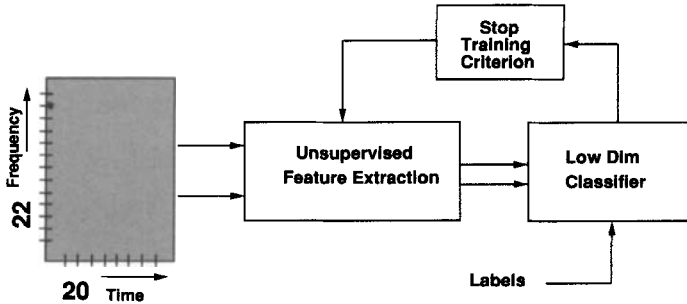 Stop
Training
Criterion
Frequency
22
Unsupervised
Feature Extraction
Low Dim
Classifier
20 Time
Labels